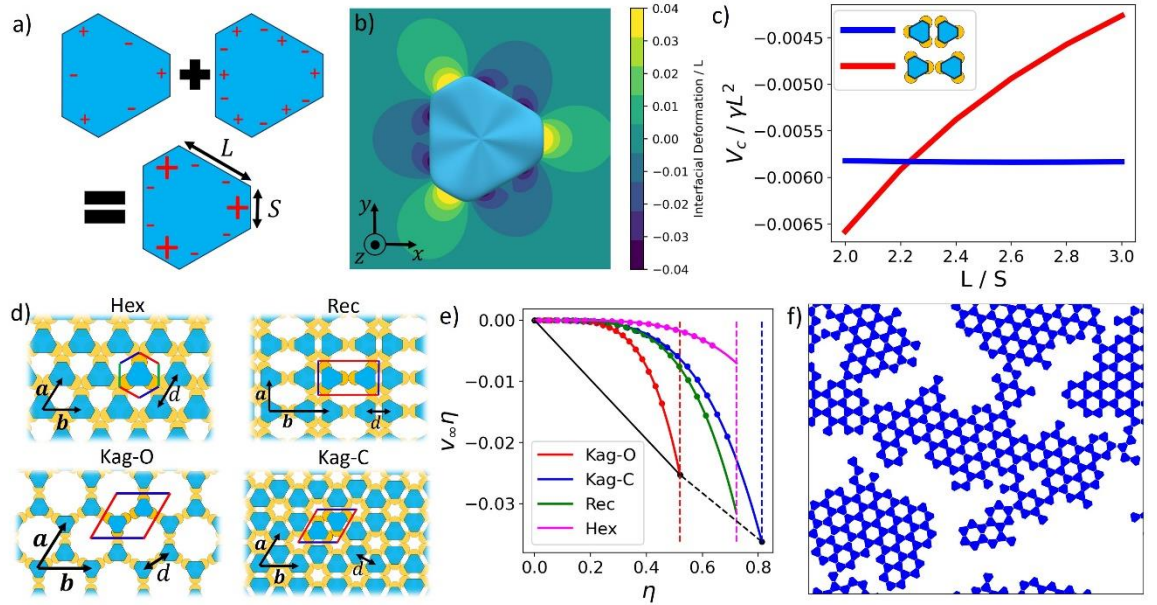 a)
L
S
b)
y
z
x
0.04
0.03
0.02
0.01
0.00
−0.01
−0.02
−0.03
−0.04
Interfacial Deformation / L
c)
V_c / γL²
−0.0045
−0.0050
−0.0055
−0.0060
−0.0065
2.0 2.2 2.4 2.6 2.8 3.0
L / S
d)
Hex
a
b
d
Rec
a
b
d
Kag-O
a
b
d
Kag-C
a
b
d
e)
v_∞η
0.00
−0.01
−0.02
−0.03
Kag-O
Kag-C
Rec
Hex
0.0 0.2 0.4 0.6 0.8
η
f)